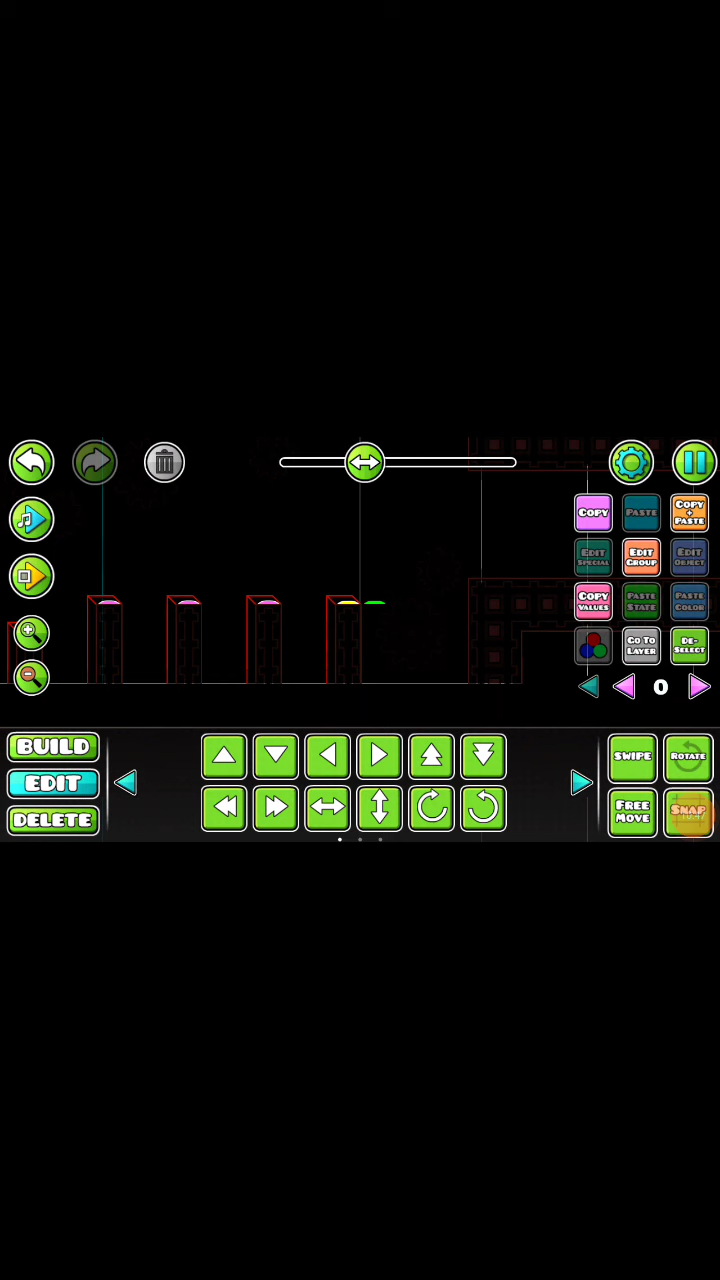 COPY
PASTE
COPY
+
PASTE
EDIT
SPECIAL
EDIT
GROUP
EDIT
OBJECT
COPY
VALUES
PASTE
STATE
PASTE
COLOR
GO TO
LAYER
DE-
SELECT
0
BUILD
EDIT
DELETE
SWIPE
ROTATE
FREE
MOVE
SNAP